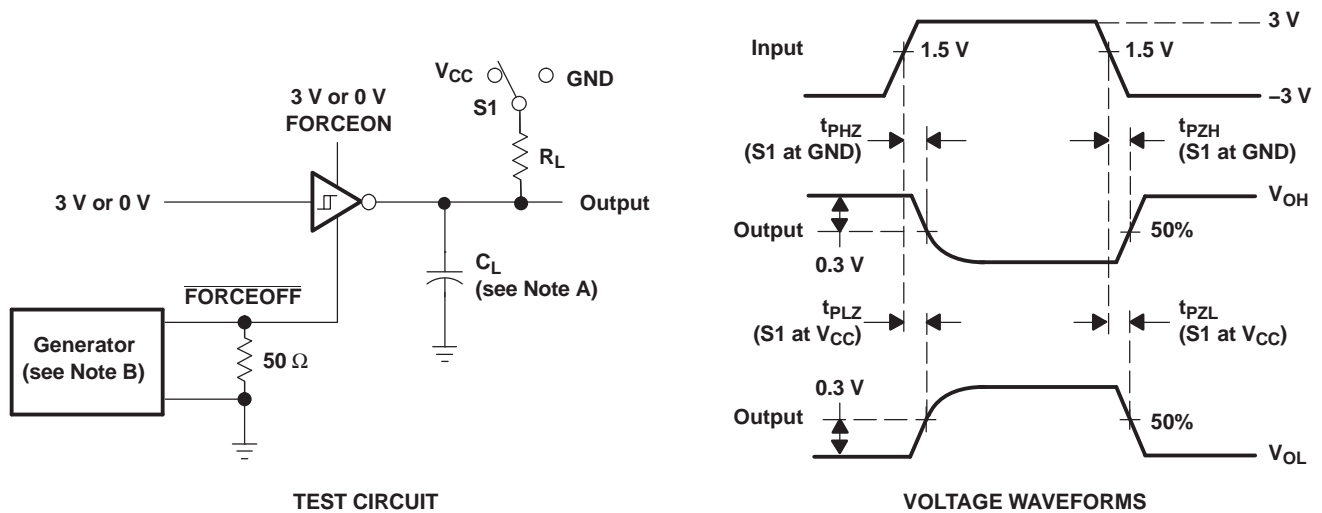 3 V or 0 V
FORCEON
VCC
GND
S1
RL
3 V or 0 V
Output
CL
(see Note A)
FORCEOFF
Generator
(see Note B)
50 Ω
TEST CIRCUIT
Input
3 V
1.5 V
1.5 V
–3 V
tPHZ
(S1 at GND)
tPZH
(S1 at GND)
VOH
Output
50%
0.3 V
tPLZ
(S1 at VCC)
tPZL
(S1 at VCC)
0.3 V
Output
50%
VOL
VOLTAGE WAVEFORMS